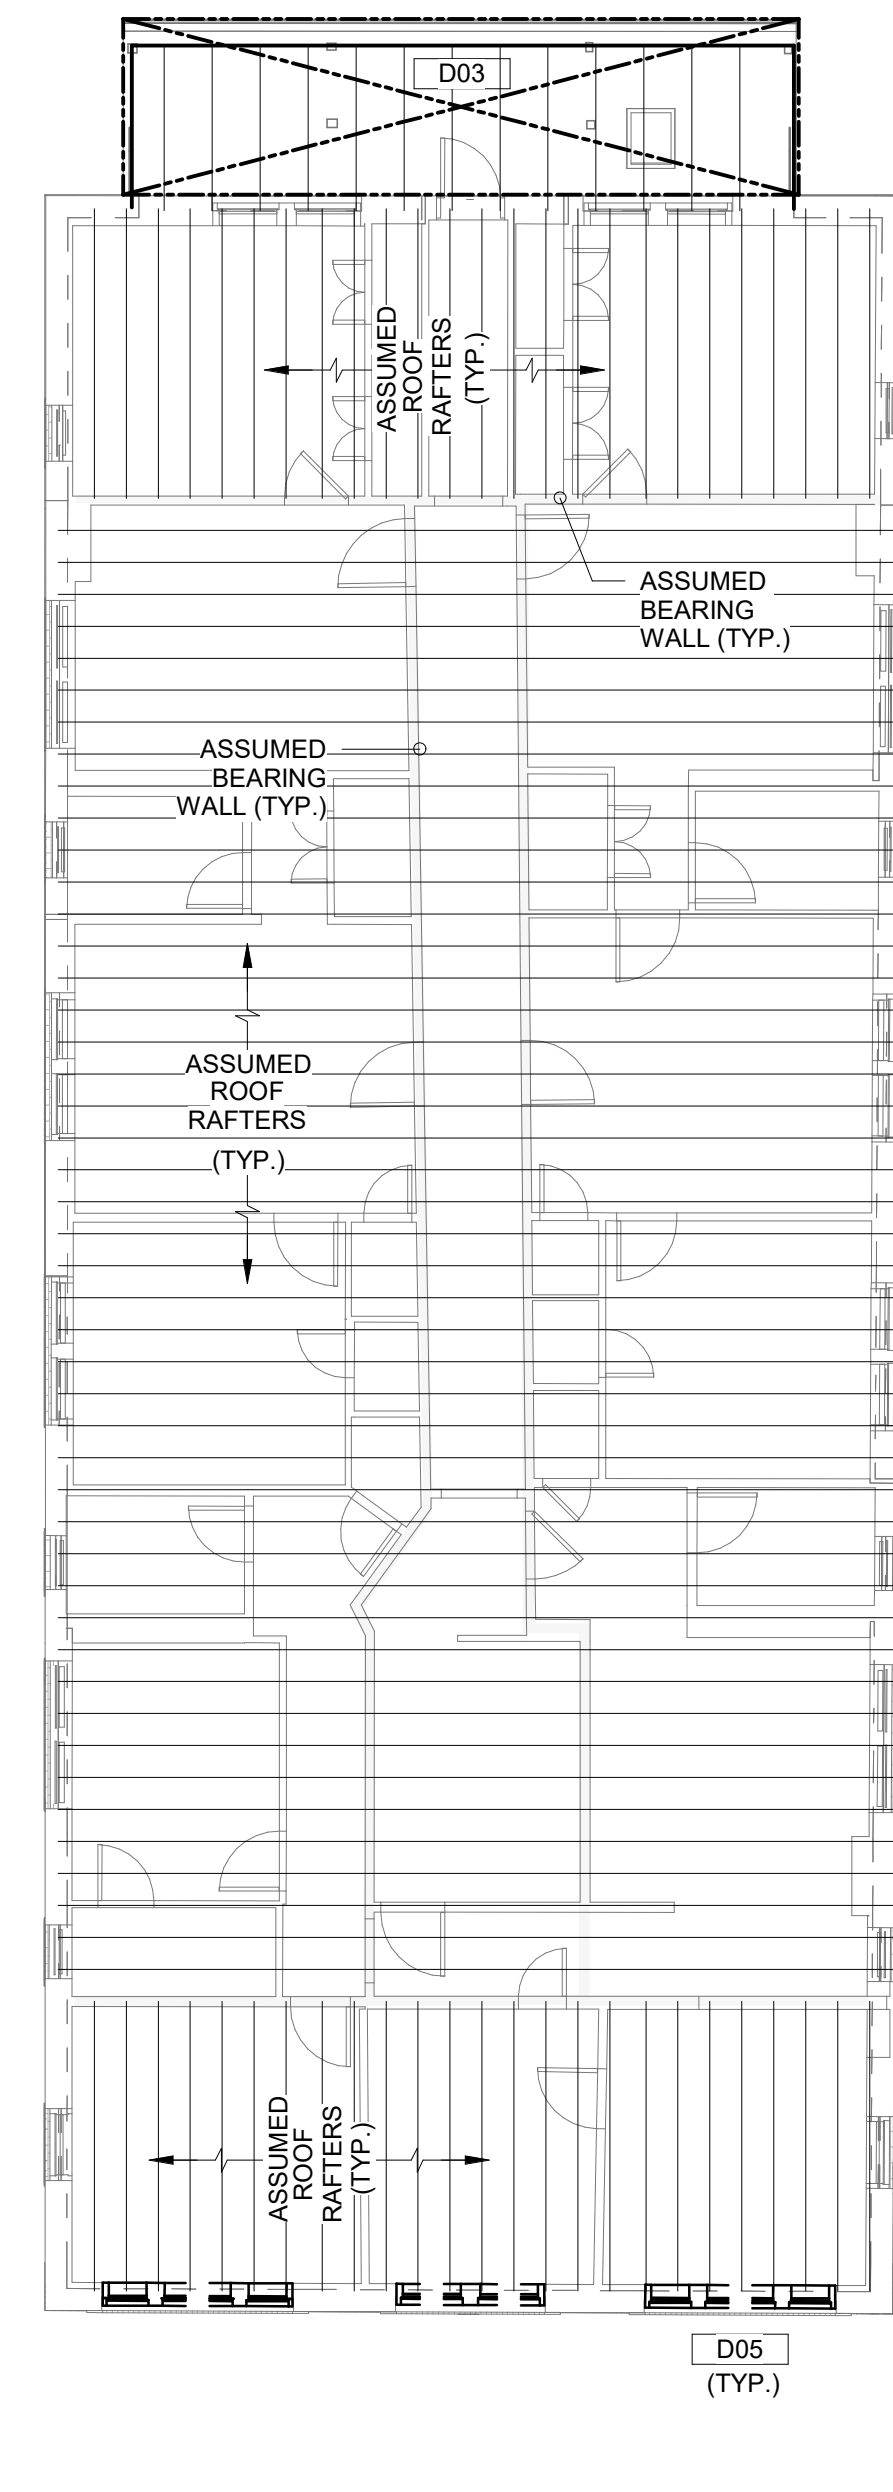 D03
ASSUMED
ROOF
RAFTERS
(TYP.)
ASSUMED
BEARING
WALL (TYP.)
ASSUMED
BEARING
WALL (TYP.)
ASSUMED
ROOF
RAFTERS
(TYP.)
ASSUMED
ROOF
RAFTERS
(TYP.)
D05
(TYP.)